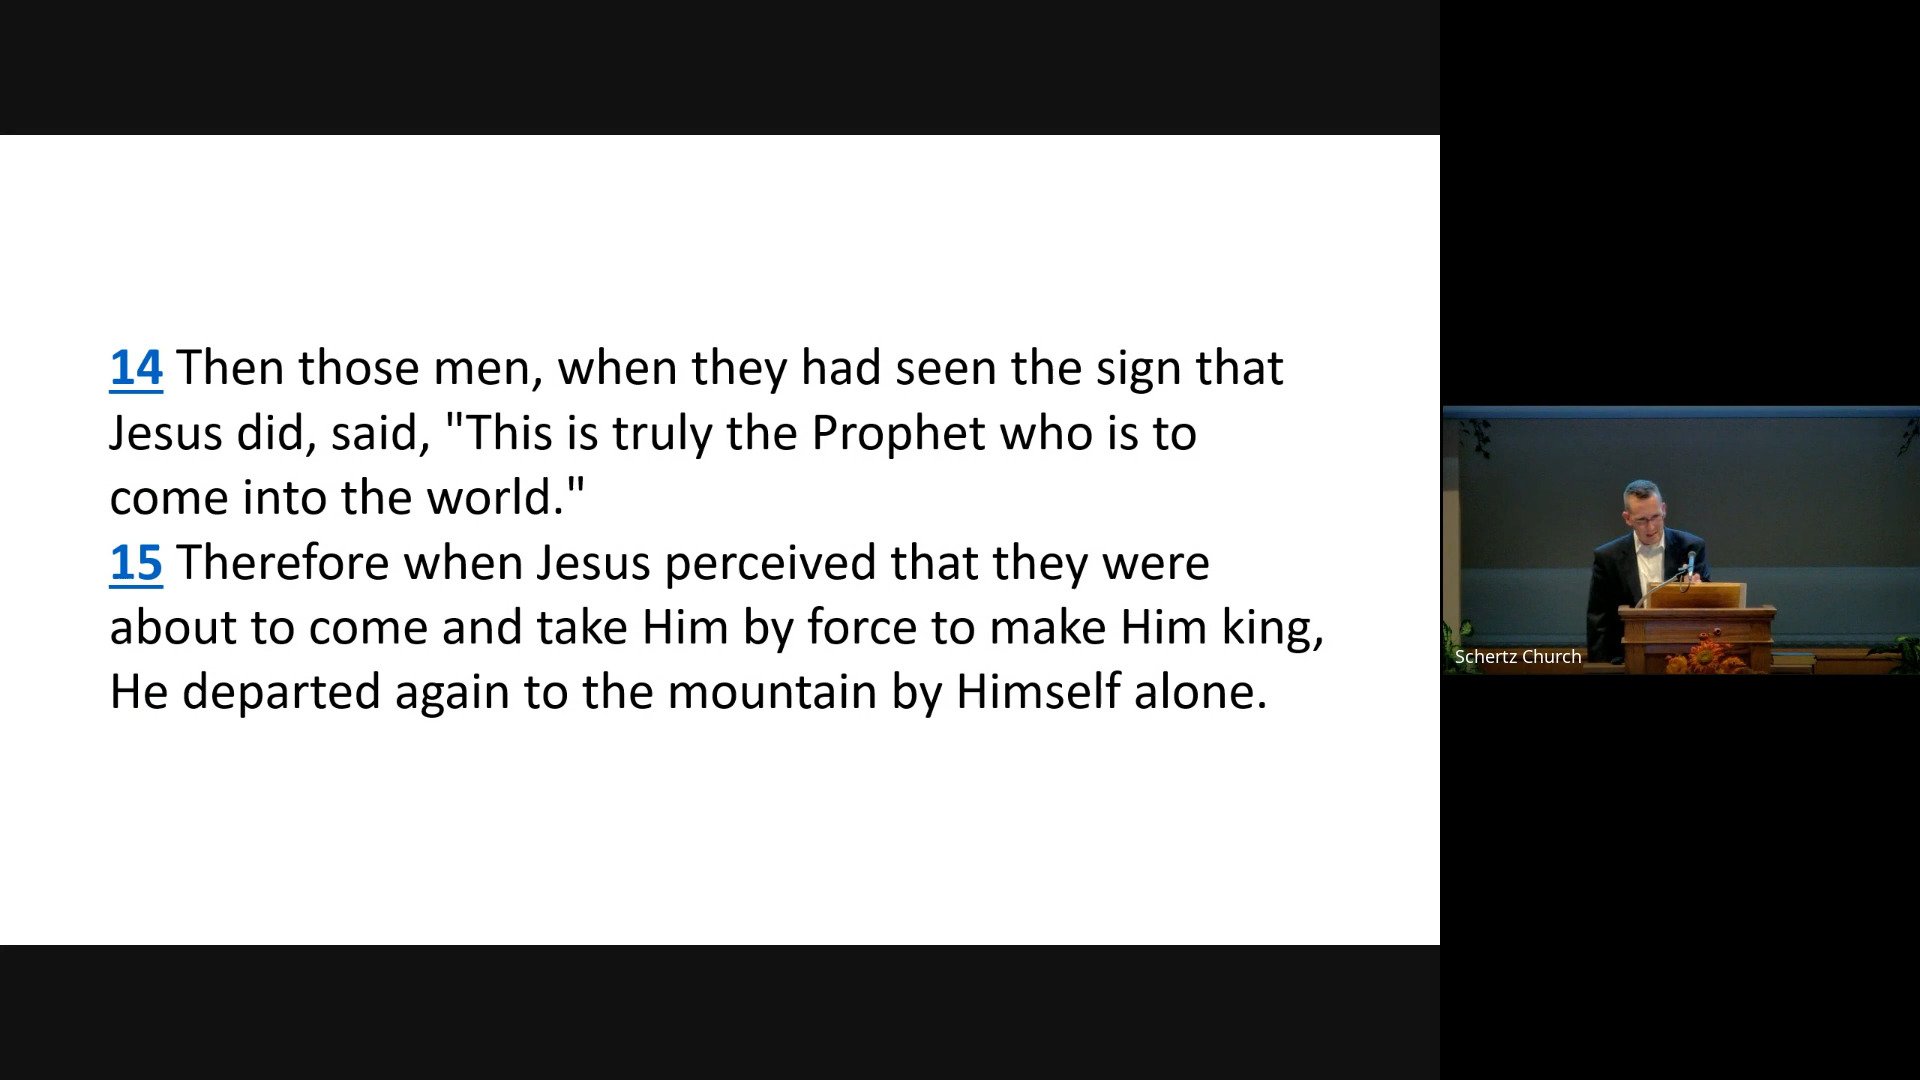 14 Then those men, when they had seen the sign that
Jesus did, said, "This is truly the Prophet who is to
come into the world."
15 Therefore when Jesus perceived that they were
about to come and take Him by force to make Him king,
He departed again to the mountain by Himself alone.
Schertz Church